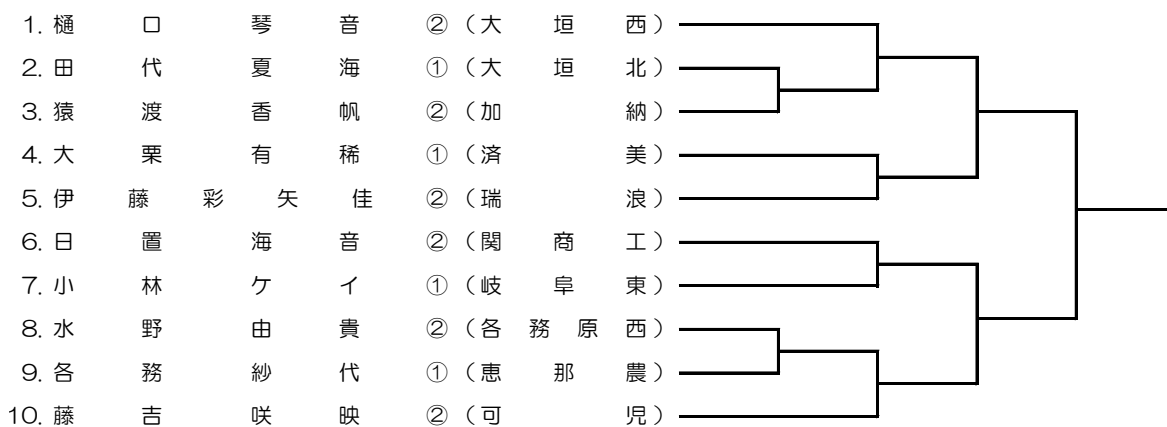 1. 樋口琴音 ② (大垣西)
2. 田代夏海 ① (大垣北)
3. 猿渡香帆 ② (加納)
4. 大栗有稀 ① (済美)
5. 伊藤彩矢佳 ② (瑞浪)
6. 日置海音 ② (関商工)
7. 小林ケイ ① (岐阜東)
8. 水野由貴 ② (各務原西)
9. 各務紗代 ① (恵那農)
10. 藤吉咲映 ② (可児)